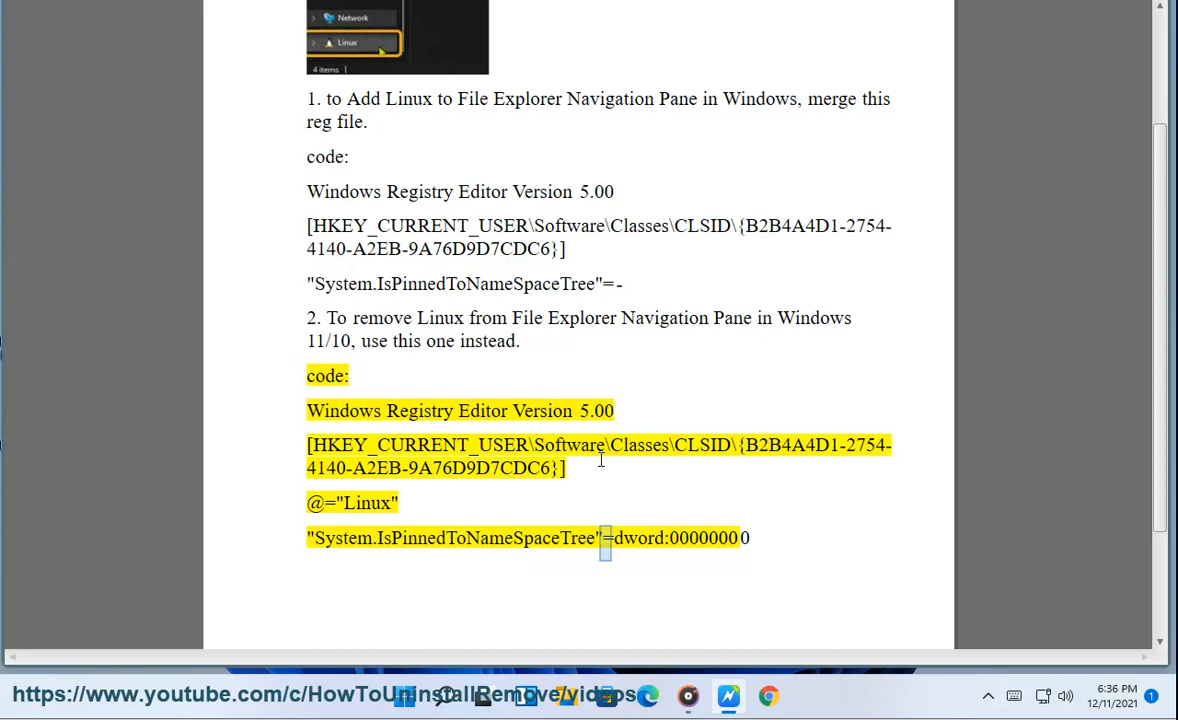 Network
Linux
4 items
1. to Add Linux to File Explorer Navigation Pane in Windows, merge this
reg file.
code:
Windows Registry Editor Version 5.00
[HKEY_CURRENT_USER\Software\Classes\CLSID\{B2B4A4D1-2754-
4140-A2EB-9A76D9D7CDC6}]
"System.IsPinnedToNameSpaceTree"=-
2. To remove Linux from File Explorer Navigation Pane in Windows
11/10, use this one instead.
code:
Windows Registry Editor Version 5.00
[HKEY_CURRENT_USER\Software\Classes\CLSID\{B2B4A4D1-2754-
4140-A2EB-9A76D9D7CDC6}]
@="Linux"
"System.IsPinnedToNameSpaceTree"=dword:00000000
https://www.youtube.com/c/HowToUninstallRemove/videos
6:36 PM
12/11/2021
1